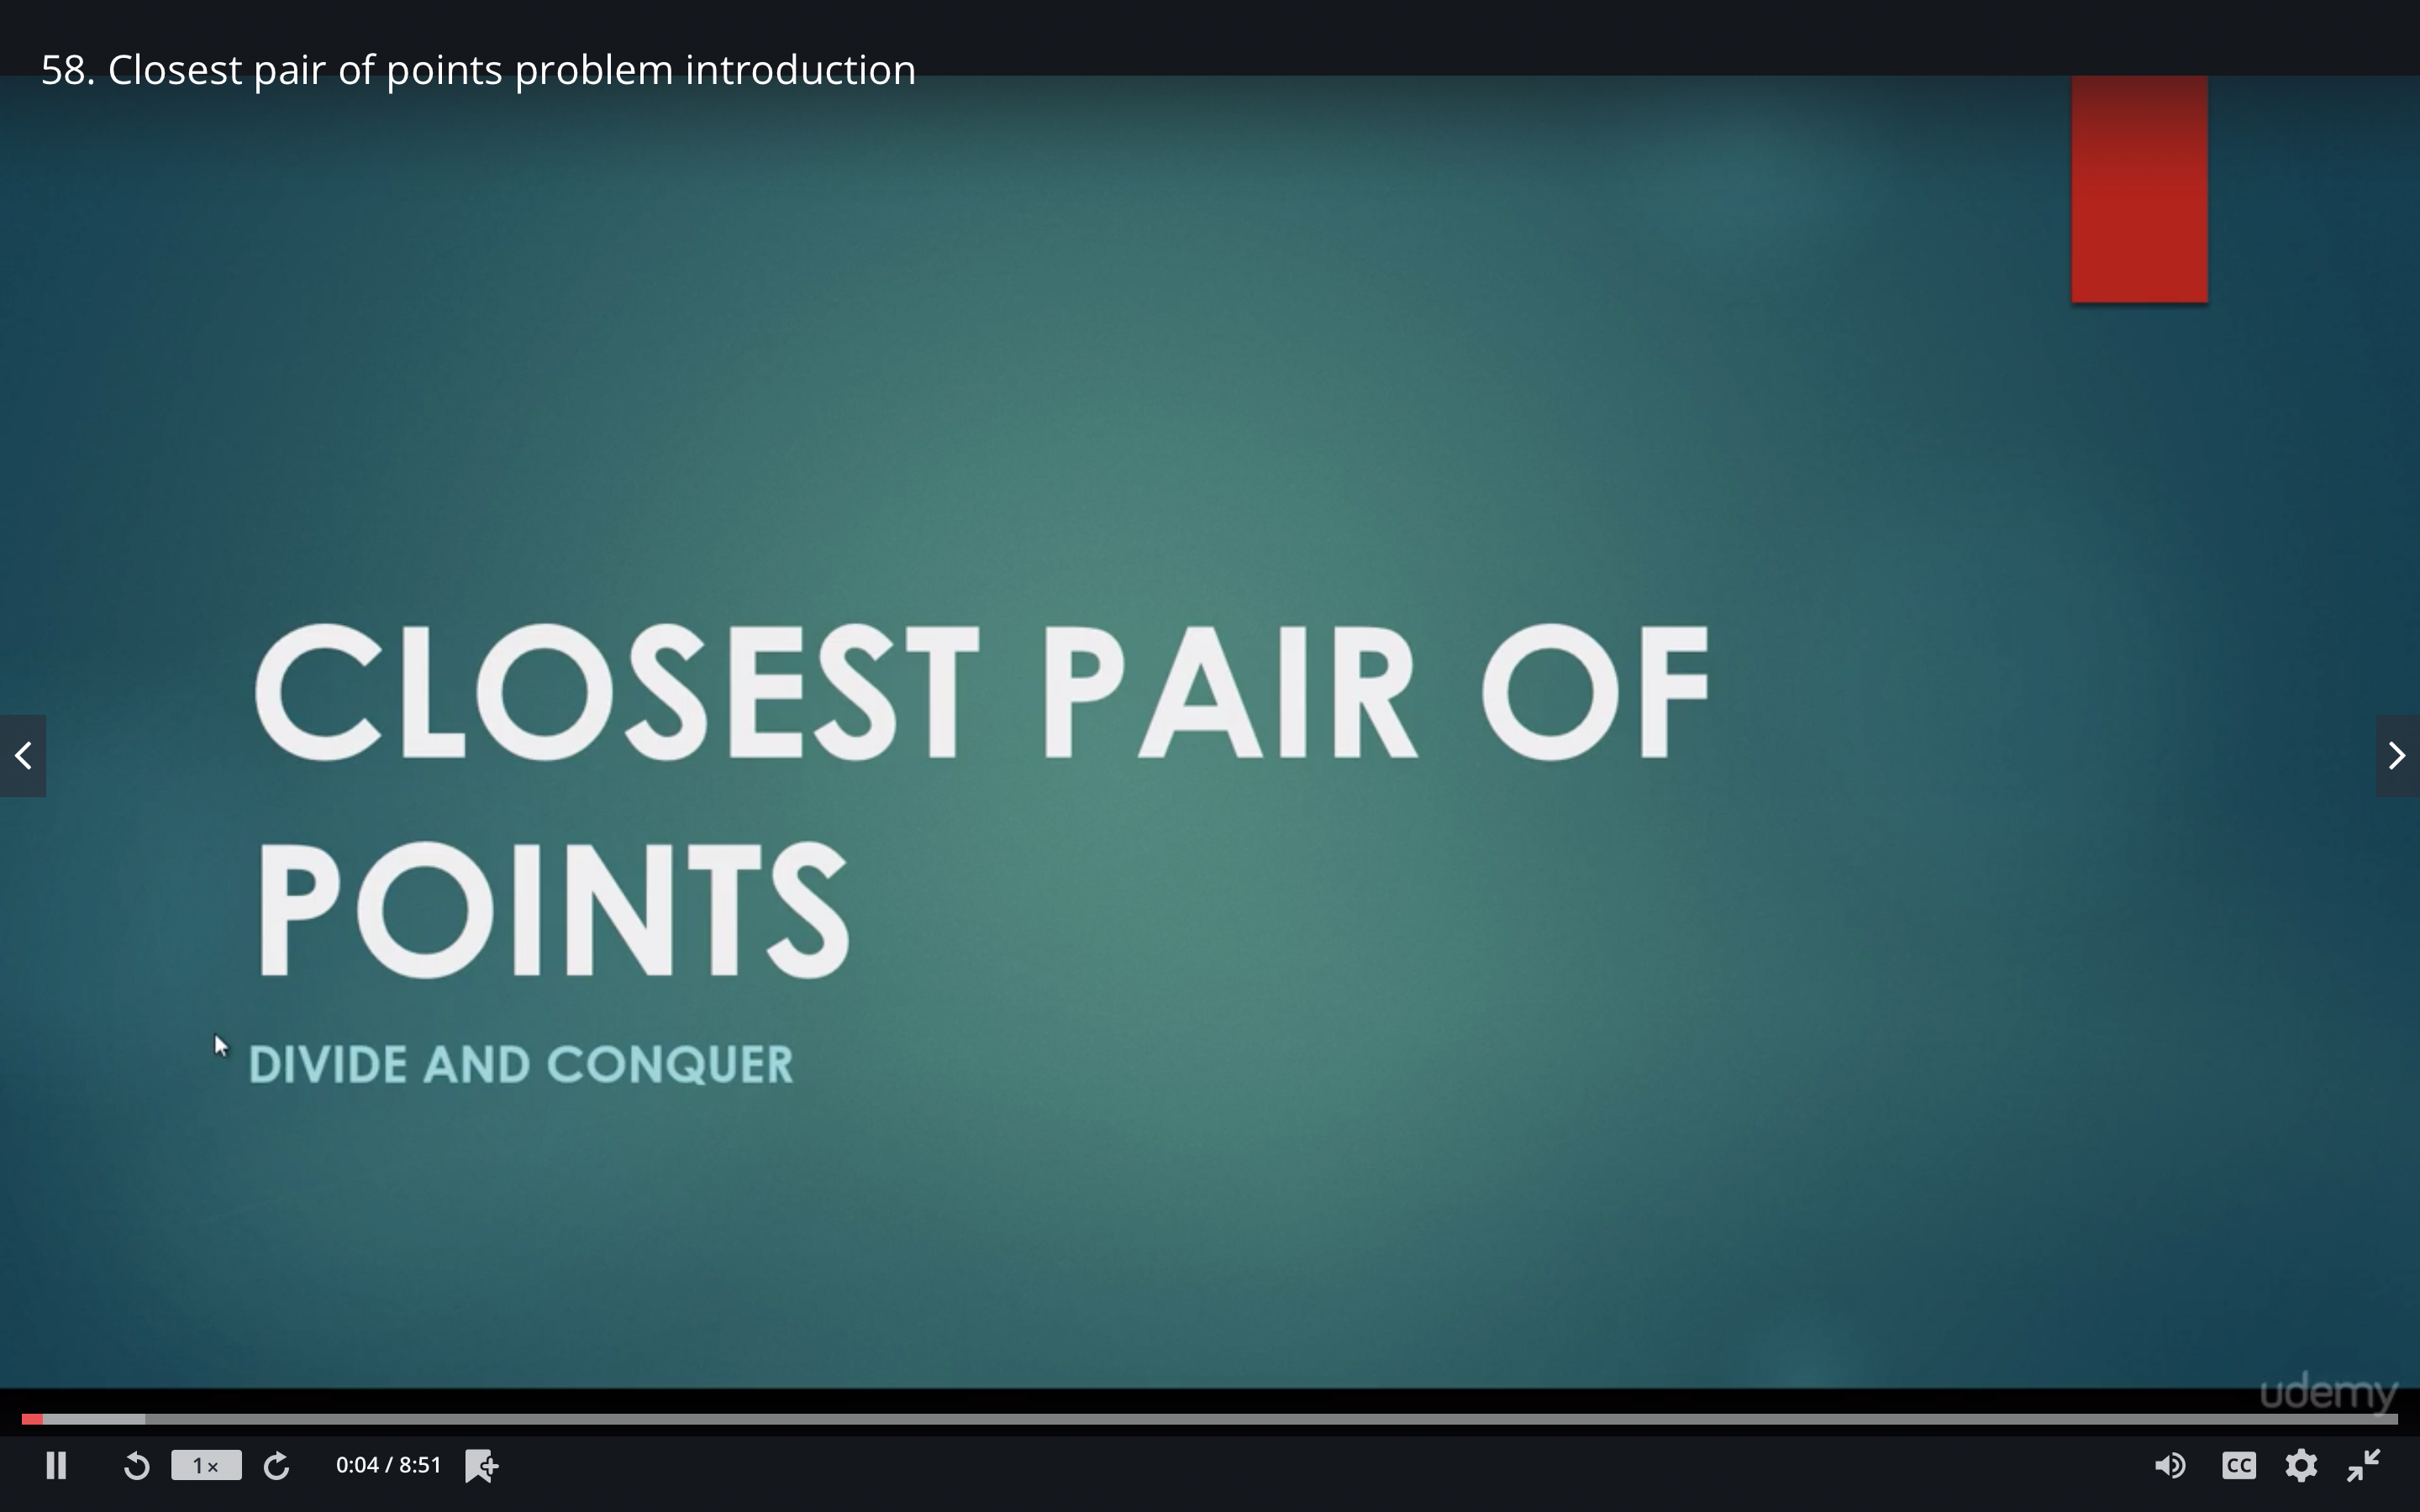 58. Closest pair of points problem introduction
CLOSEST PAIR OF
POINTS
DIVIDE AND CONQUER
udemy
1 ×
0:04 / 8:51
CC